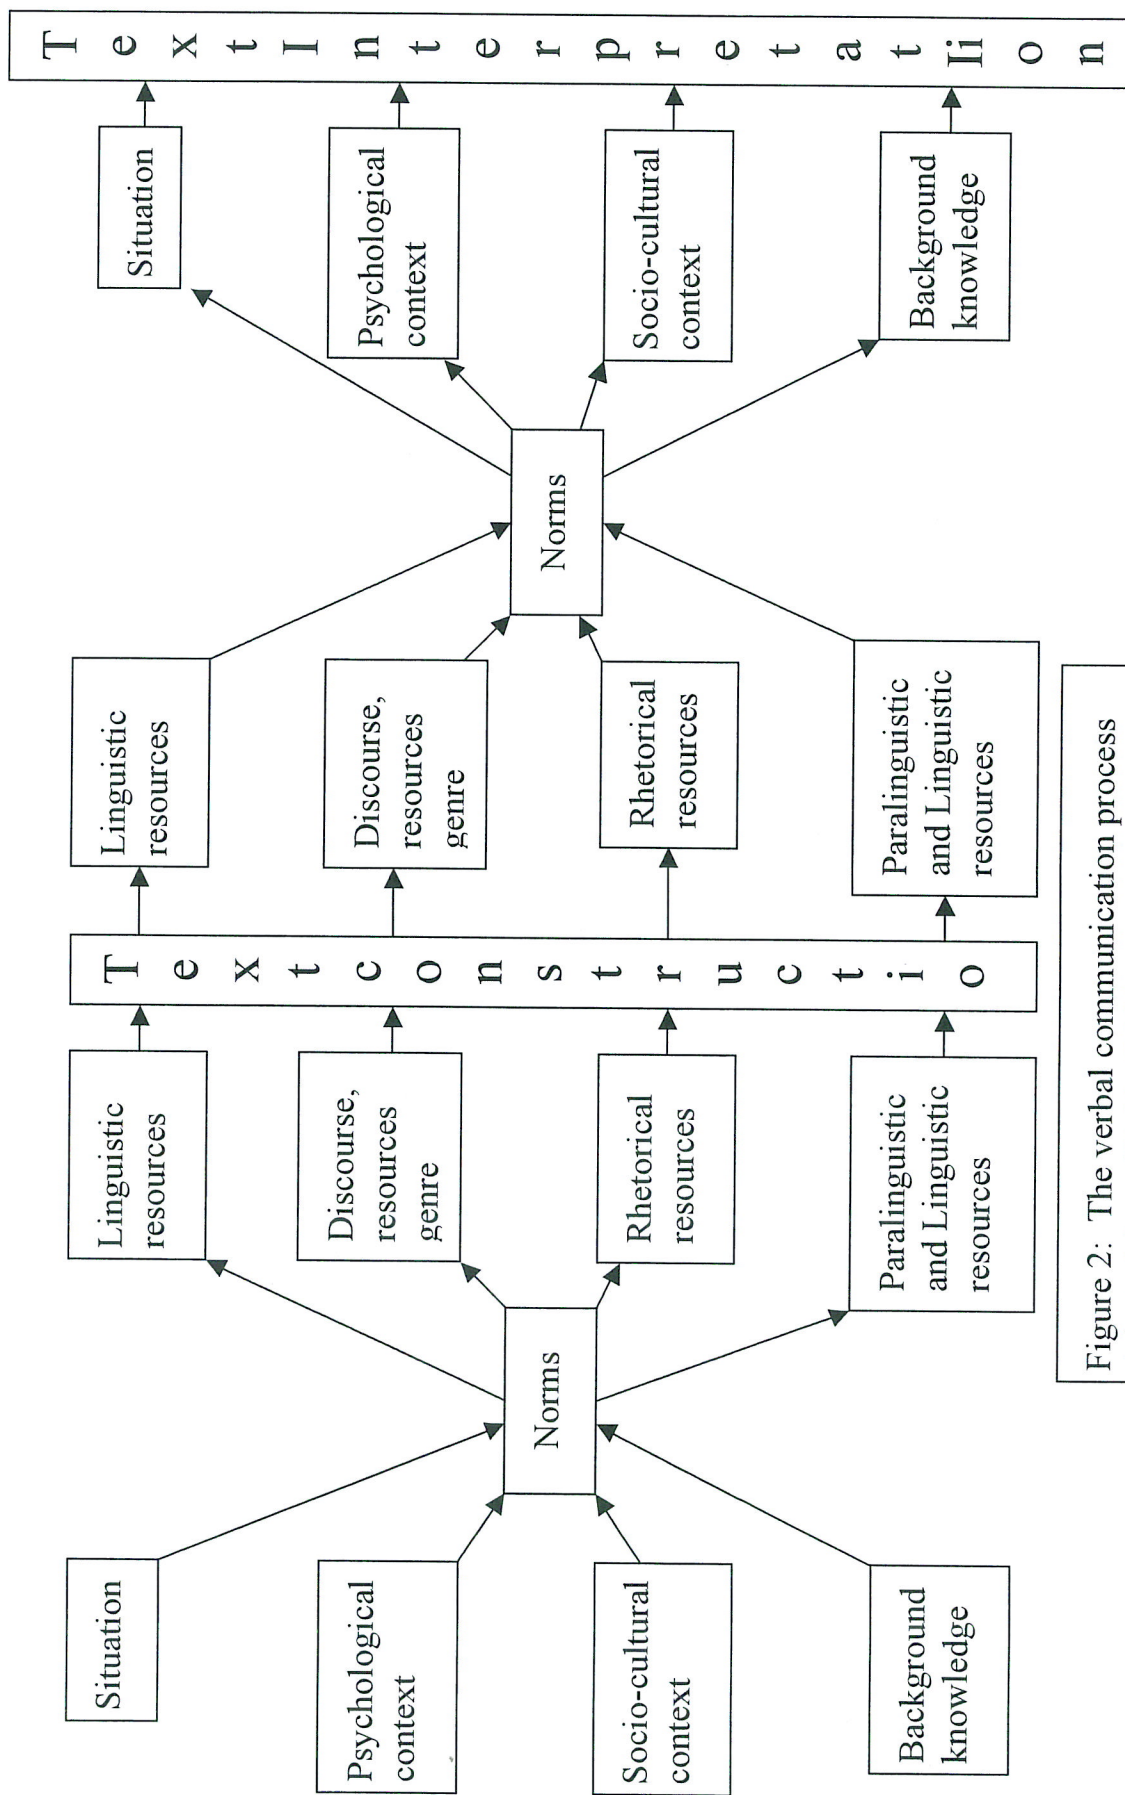 Situation
Psychological
context
Socio-cultural
context
Background
knowledge
Norms
Linguistic
resources
Discourse,
resources
genre
Rhetorical
resources
Paralinguistic
and Linguistic
resources
T e x t c o n s t r u c t i o
Linguistic
resources
Discourse,
resources
genre
Rhetorical
resources
Paralinguistic
and Linguistic
resources
Norms
Situation
Psychological
context
Socio-cultural
context
Background
knowledge
T e x t I n t e r p r e t a t Ii o n
Figure 2: The verbal communication process